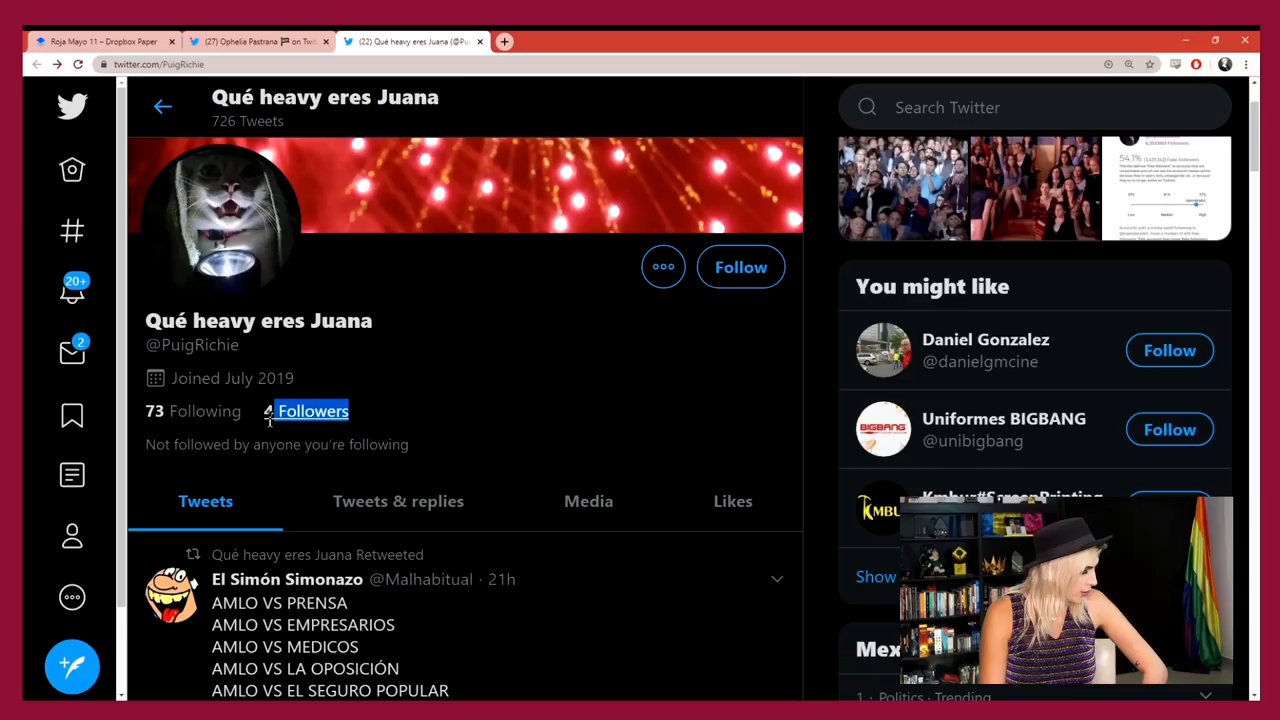 Roja Mayo 11 – Dropbox Paper
(27) Ophelia Pastrana 🏴 on Twi
(22) Qué heavy eres Juana (@Pu
twitter.com/PuigRichie
Qué heavy eres Juana
726 Tweets
Search Twitter
54.1%
Qué heavy eres Juana
@PuigRichie
Follow
Joined July 2019
73 Following
4 Followers
Not followed by anyone you're following
Tweets
Tweets & replies
Media
Likes
Qué heavy eres Juana Retweeted
El Simón Simonazo @Malhabitual · 21h
AMLO VS PRENSA
AMLO VS EMPRESARIOS
AMLO VS MEDICOS
AMLO VS LA OPOSICIÓN
AMLO VS EL SEGURO POPULAR
20+
2
You might like
Daniel Gonzalez
@danielgmcine
Follow
Uniformes BIGBANG
@unibigbang
BIGBANG
Follow
Kmbur#ScreenPrinting
KMBU
Show
Mex
1 · Politics · Trending